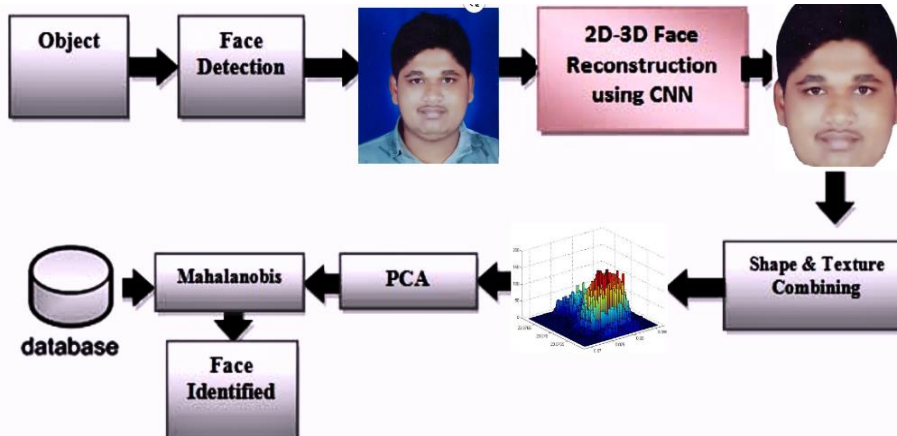 Object
Face
Detection
2D-3D Face
Reconstruction
using CNN
Shape & Texture
Combining
PCA
Mahalanobis
database
Face
Identified